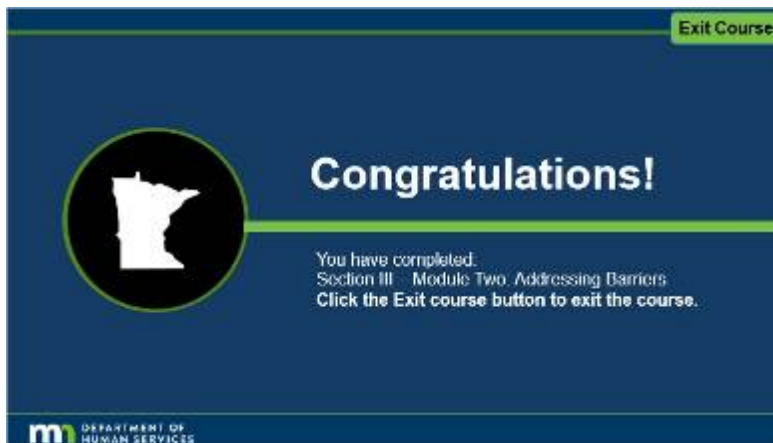 Exit Course
Congratulations!
You have completed:
Section III – Module Two: Addressing Barriers
Click the Exit course button to exit the course.
mn DEPARTMENT OF
HUMAN SERVICES